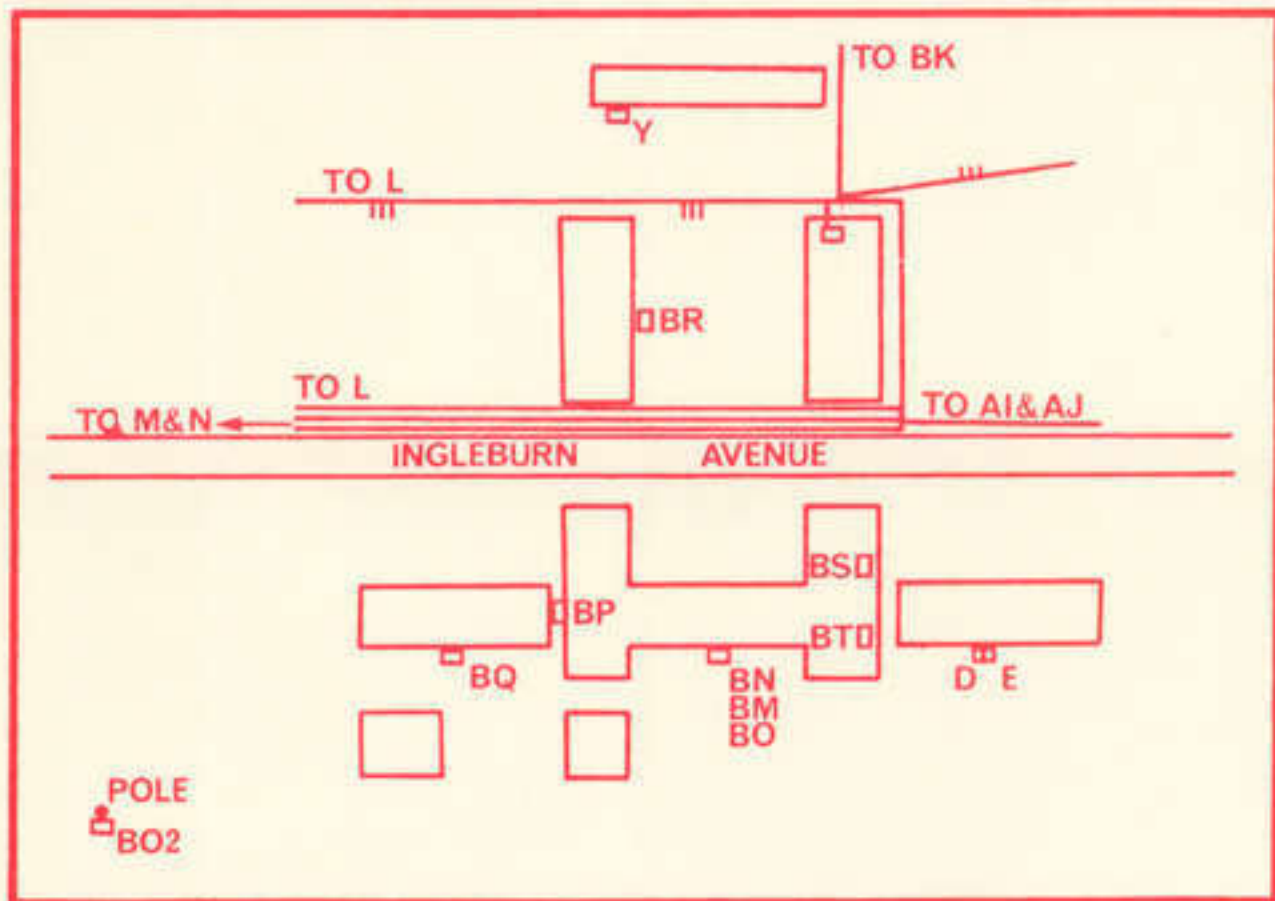 TO BK
Y
TO L
BR
TO L
TO M&N
TO AI&AJ
INGLEBURN AVENUE
BS
BP
BT
BQ
BN
BM
BO
D E
POLE
BO2